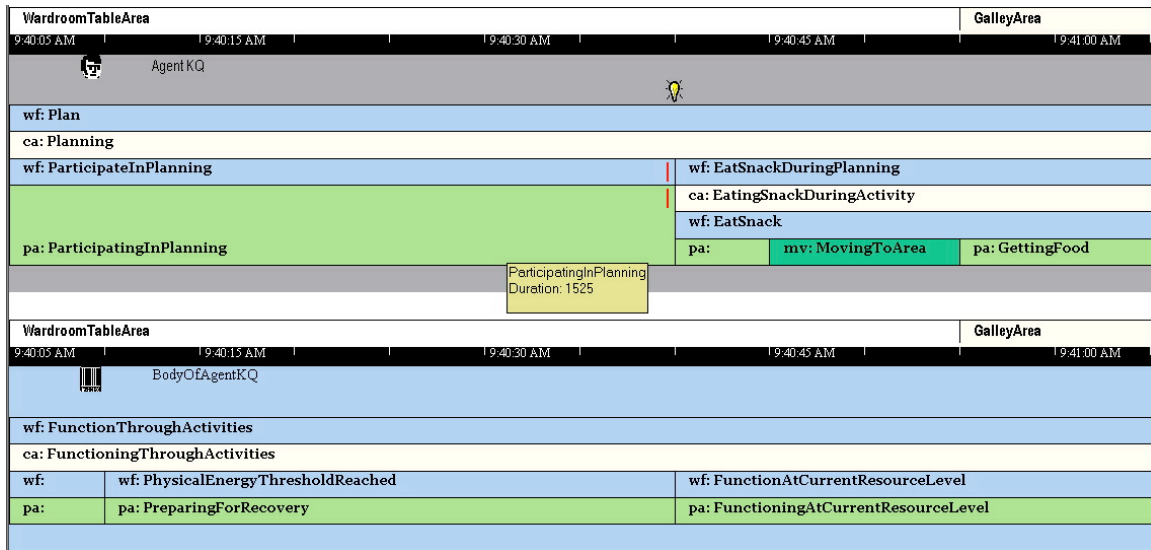 WardroomTableArea GalleyArea
9:40:05 AM 9:40:15 AM 9:40:30 AM 9:40:45 AM 9:41:00 AM
Agent KQ
wf: Plan
ca: Planning
wf: ParticipateInPlanning wf: EatSnackDuringPlanning
ca: EatingSnackDuringActivity
wf: EatSnack
pa: ParticipatingInPlanning pa: mv: MovingToArea pa: GettingFood
ParticipatingInPlanning
Duration: 1525
WardroomTableArea GalleyArea
9:40:05 AM 9:40:15 AM 9:40:30 AM 9:40:45 AM 9:41:00 AM
BodyOfAgentKQ
wf: FunctionThroughActivities
ca: FunctioningThroughActivities
wf: wf: PhysicalEnergyThresholdReached wf: FunctionAtCurrentResourceLevel
pa: pa: PreparingForRecovery pa: FunctioningAtCurrentResourceLevel